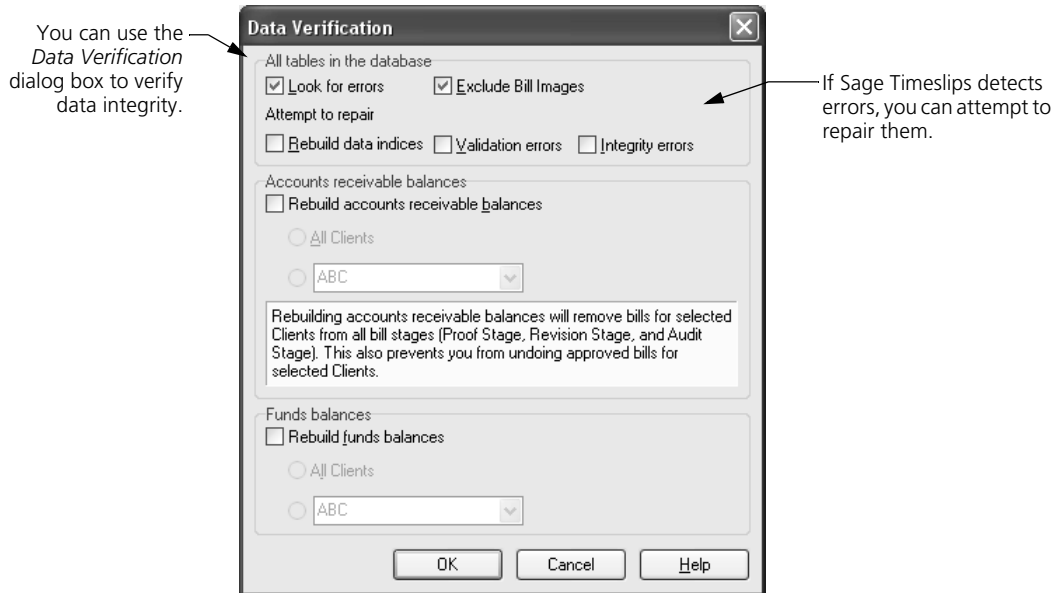 You can use the
Data Verification
dialog box to verify
data integrity.
Data Verification
All tables in the database
Look for errors
Exclude Bill Images
Attempt to repair
Rebuild data indices
Validation errors
Integrity errors
If Sage Timeslips detects
errors, you can attempt to
repair them.
Accounts receivable balances
Rebuild accounts receivable balances
All Clients
ABC
Rebuilding accounts receivable balances will remove bills for selected
Clients from all bill stages (Proof Stage, Revision Stage, and Audit
Stage). This also prevents you from undoing approved bills for
selected Clients.
Funds balances
Rebuild funds balances
All Clients
ABC
OK
Cancel
Help